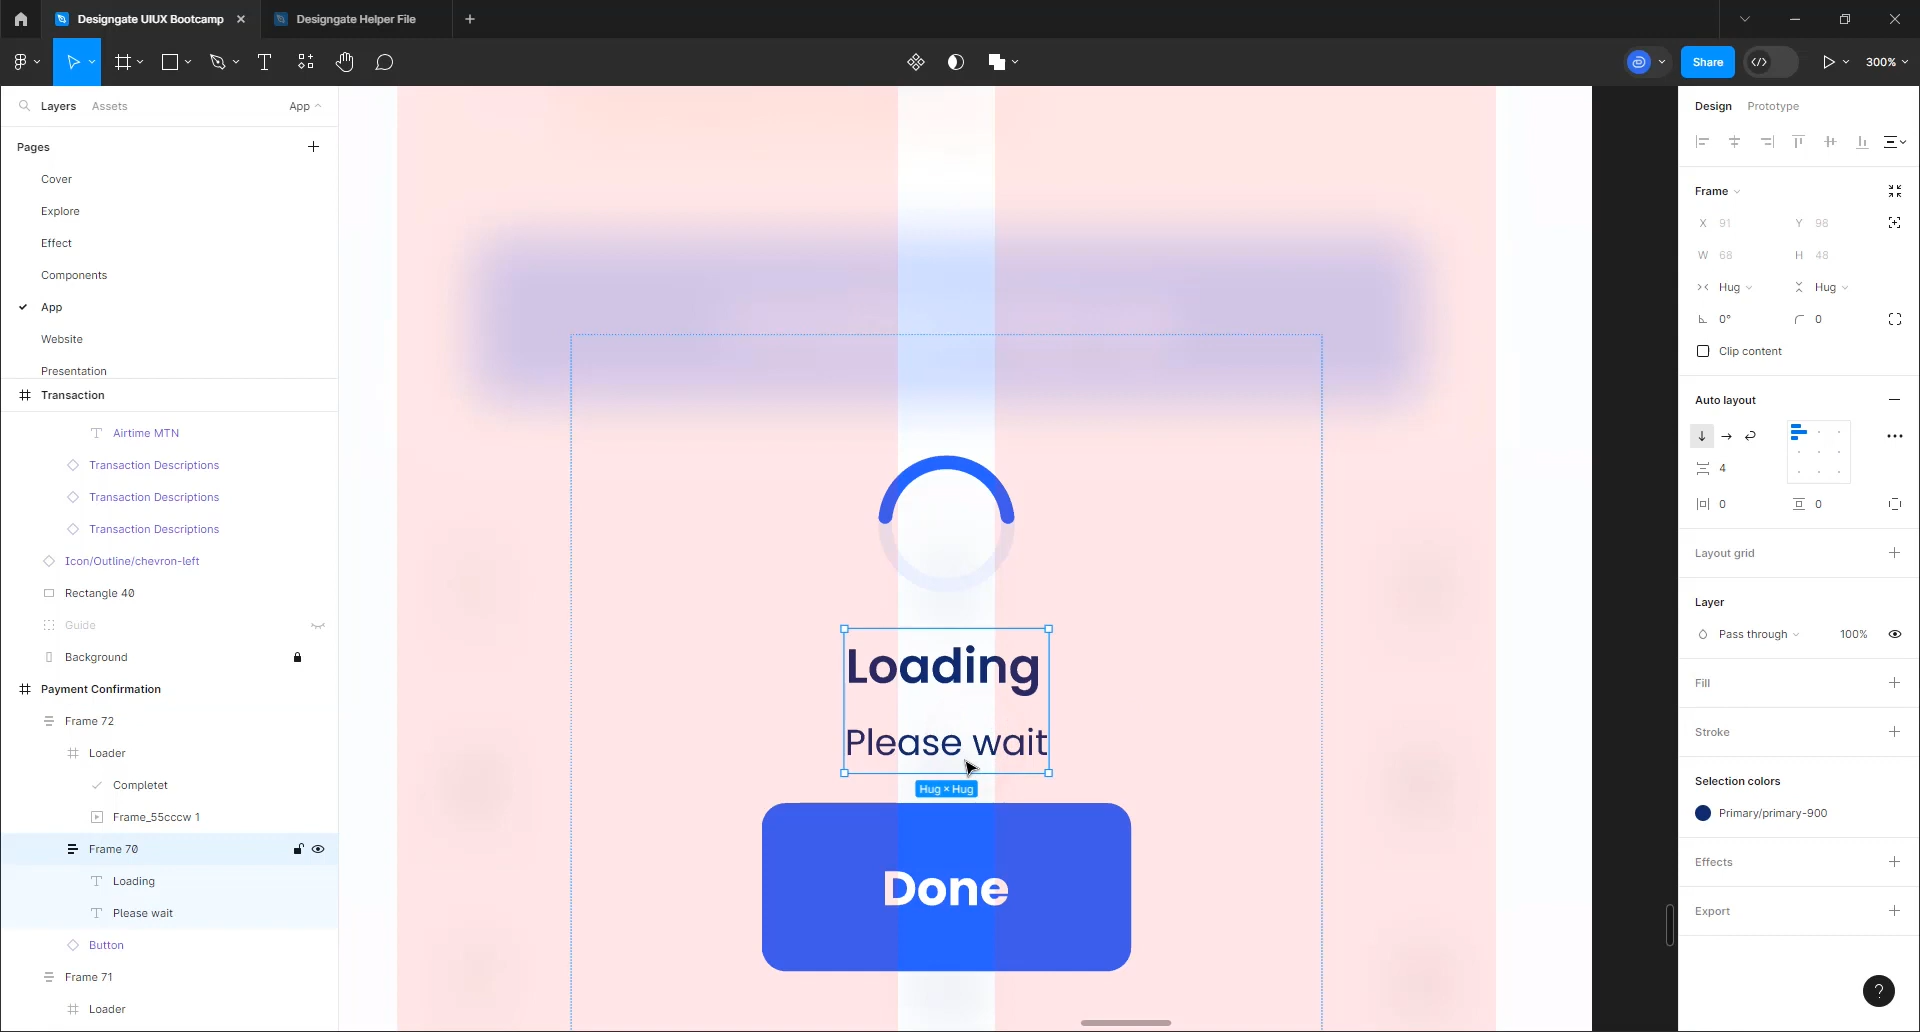 Designgate UIUX Bootcamp
Designgate Helper File
Share
300%
Layers Assets App
Pages
Cover
Explore
Effect
Components
App
Website
Presentation
Transaction
Airtime MTN
Transaction Descriptions
Transaction Descriptions
Transaction Descriptions
Icon/Outline/chevron-left
Rectangle 40
Guide
Background
Payment Confirmation
Frame 72
Loader
Completet
Frame_55cccw 1
Frame 70
Loading
Please wait
Button
Frame 71
Loader
Loading
Please wait
Hug × Hug
Done
Design Prototype
Frame
X 91 Y 98
W 68 H 48
Hug Hug
0° 0
Clip content
Auto layout
4
0 0
Layout grid
Layer
Pass through 100%
Fill
Stroke
Selection colors
Primary/primary-900
Effects
Export
?